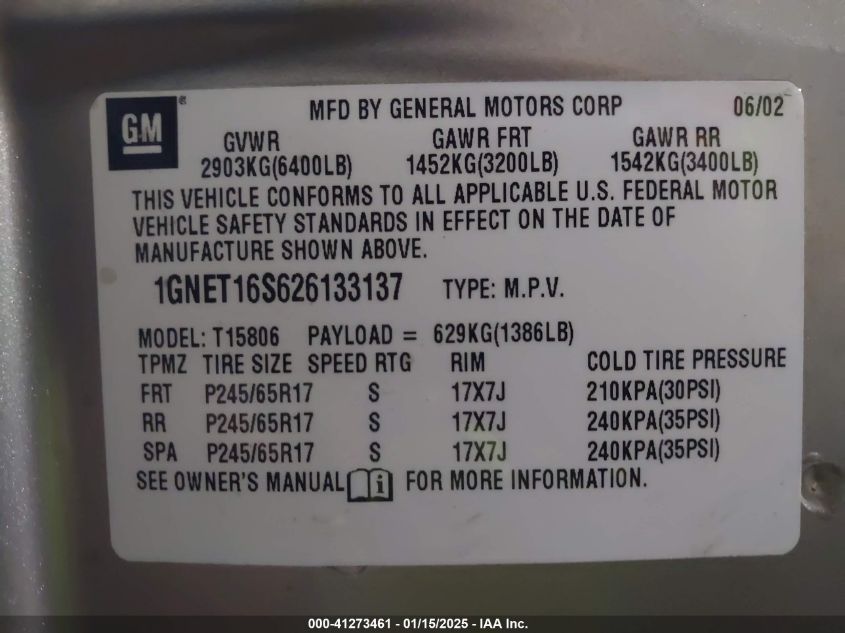 GM ® MFD BY GENERAL MOTORS CORP 06/02
GVWR GAWR FRT GAWR RR
2903KG(6400LB) 1452KG(3200LB) 1542KG(3400LB)
THIS VEHICLE CONFORMS TO ALL APPLICABLE U.S. FEDERAL MOTOR
VEHICLE SAFETY STANDARDS IN EFFECT ON THE DATE OF
MANUFACTURE SHOWN ABOVE.
1GNET16S626133137 TYPE: M.P.V.
MODEL: T15806 PAYLOAD = 629KG(1386LB)
TPMZ TIRE SIZE SPEED RTG RIM COLD TIRE PRESSURE
FRT P245/65R17 S 17X7J 210KPA(30PSI)
RR P245/65R17 S 17X7J 240KPA(35PSI)
SPA P245/65R17 S 17X7J 240KPA(35PSI)
SEE OWNER'S MANUAL i FOR MORE INFORMATION.
000-41273461 - 01/15/2025 - IAA Inc.